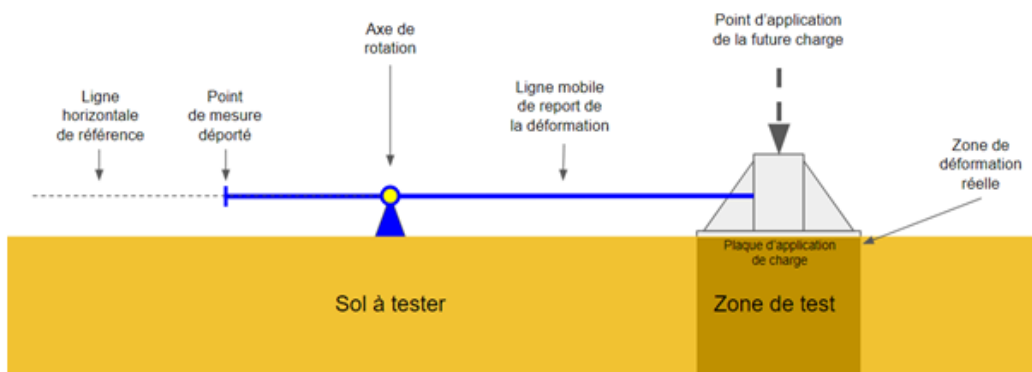 Ligne
horizontale
de référence
Point
de mesure
déporté
Axe de
rotation
Ligne mobile
de report de
la déformation
Point d'application
de la future charge
Zone de
déformation
réelle
Plaque d'application
de charge
Sol à tester
Zone de test